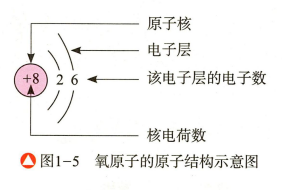 原子核
电子层
+8 2 6 该电子层的电子数
核电荷数
图1-5 氧原子的原子结构示意图